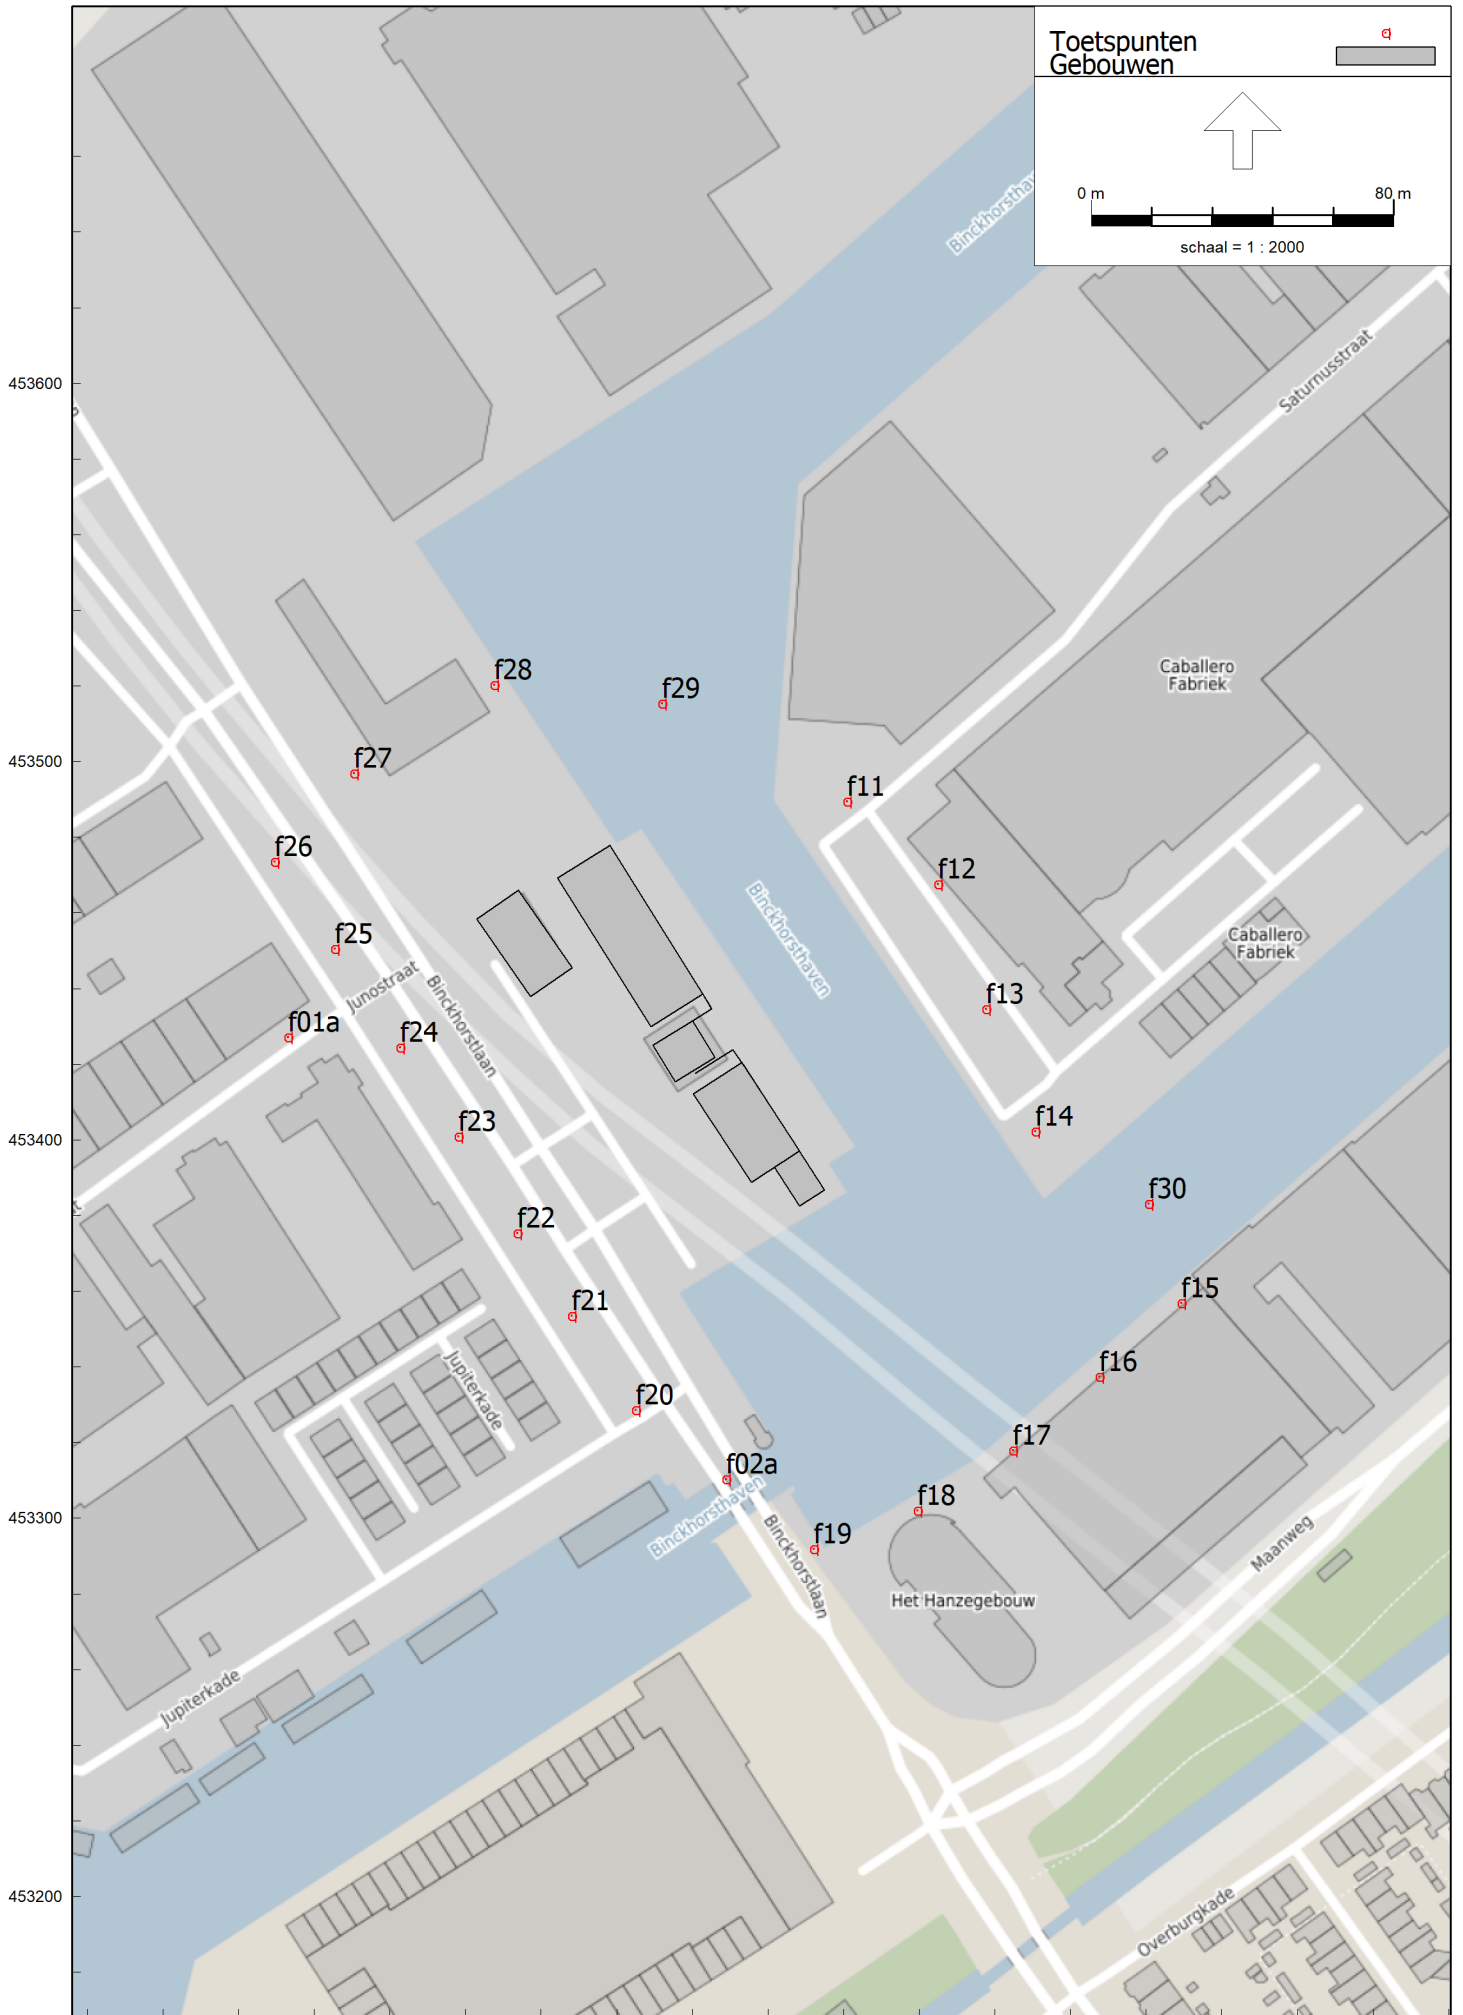 Toetspunten
Gebouwen
0 m
80 m
schaal = 1 : 2000
Binckhorsthav
Saturnusstraat
453600
Caballero
Fabriek
f28
f29
453500
f27
f11
f26
f12
Binckhorsthaven
f25
Caballero
Fabriek
Junostraat
Binckhorstlaan
f13
f01a
f24
f23
f14
453400
f30
f22
f21
f15
Jupiterkade
f16
f20
f17
f02a
Binckhorsthaven
f18
453300
f19
Binckhorstlaan
Maanweg
Het Hanzegebouw
Jupiterkade
453200
Overburgkade